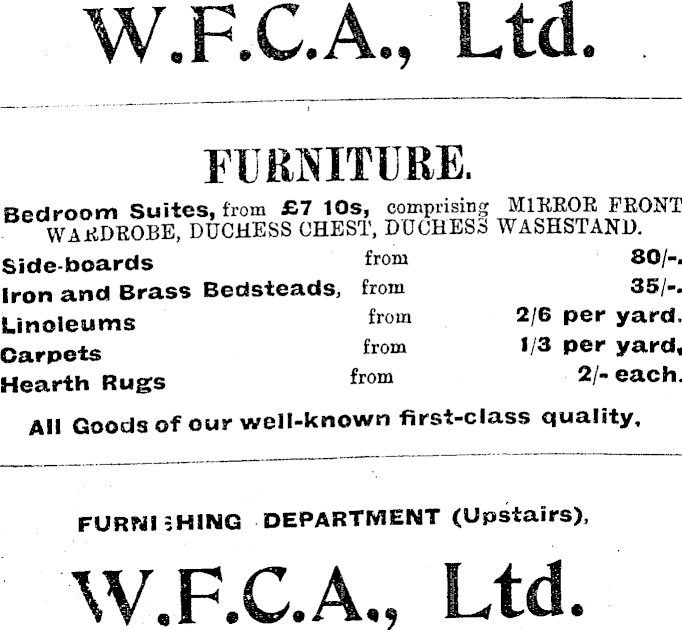 W.F.C.A., Ltd.
FURNITURE.
Bedroom Suites, from £7 10s, comprising MIRROR FRONT
WARDROBE, DUCHESS CHEST, DUCHESS WASHSTAND.
Side-boards from 80/-.
Iron and Brass Bedsteads, from 35/-.
Linoleums from 2/6 per yard.
Carpets from 1/3 per yard,
Hearth Rugs from 2/- each.
All Goods of our well-known first-class quality,
FURNISHING DEPARTMENT (Upstairs),
W.F.C.A., Ltd.